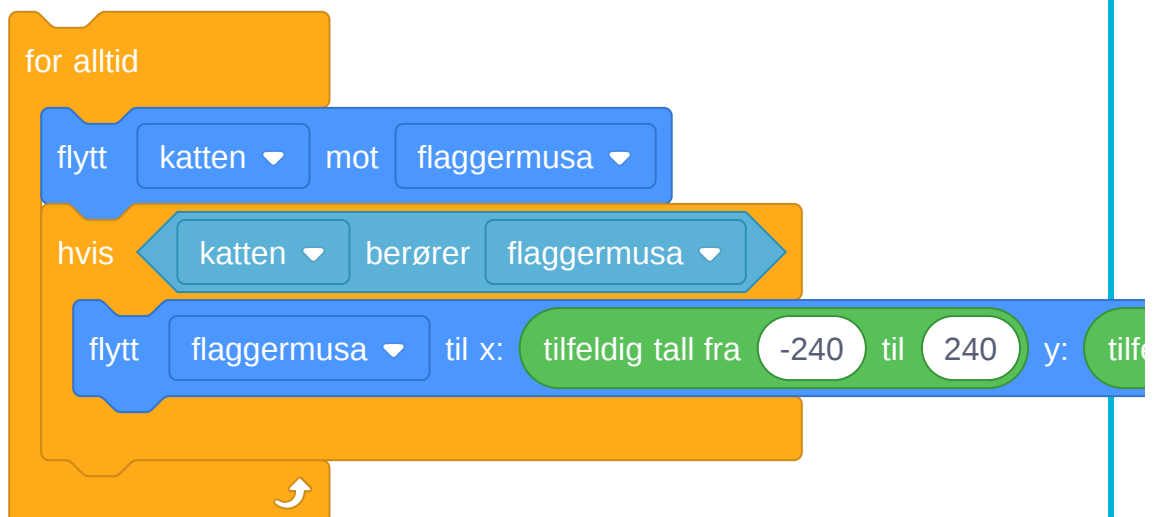 for alltid
flytt katten mot flaggermusa
hvis katten berører flaggermusa
flytt flaggermusa til x: tilfeldig tall fra -240 til 240 y: